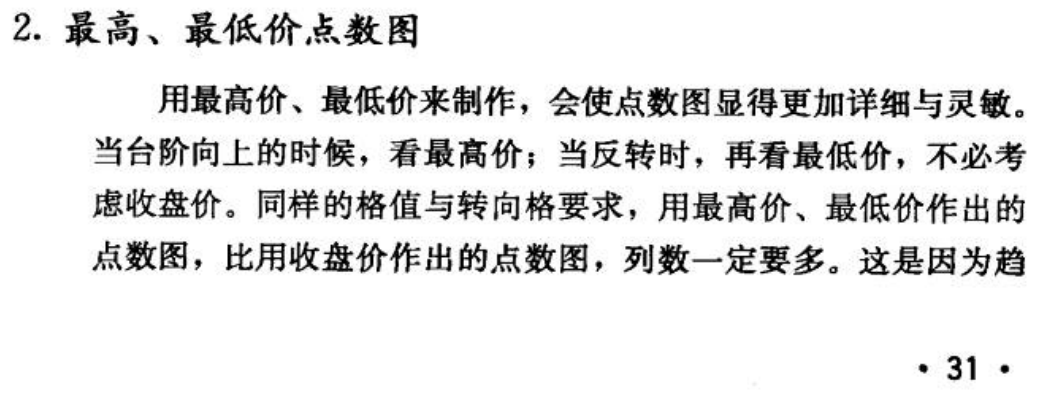 2. 最高、最低价点数图
用最高价、最低价来制作，会使点数图显得更加详细与灵敏。
当台阶向上的时候，看最高价；当反转时，再看最低价，不必考
虑收盘价。同样的格值与转向格要求，用最高价、最低价作出的
点数图，比用收盘价作出的点数图，列数一定要多。这是因为趋
· 31 ·